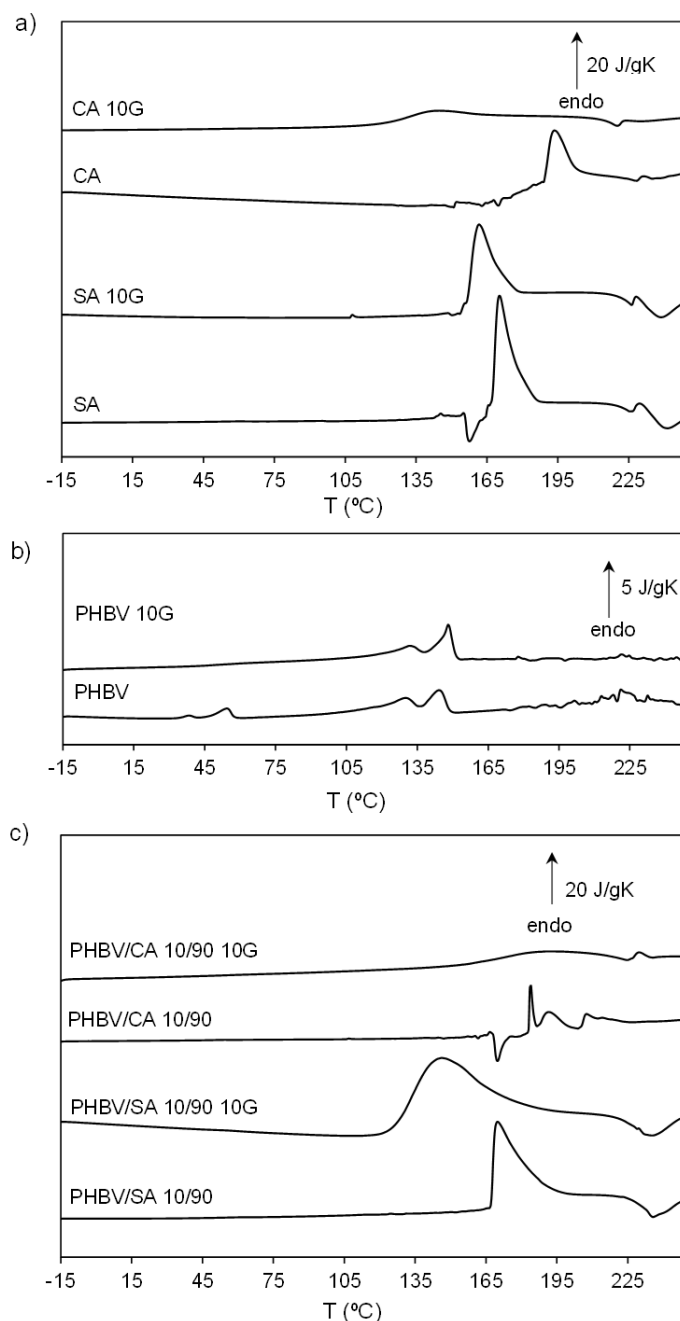 a)
20 J/gK
endo
CA 10G
CA
SA 10G
SA
-15 15 45 75 105 135 165 195 225
T (ºC)
b)
5 J/gK
endo
PHBV 10G
PHBV
-15 15 45 75 105 135 165 195 225
T (ºC)
c)
20 J/gK
endo
PHBV/CA 10/90 10G
PHBV/CA 10/90
PHBV/SA 10/90 10G
PHBV/SA 10/90
-15 15 45 75 105 135 165 195 225
T (ºC)